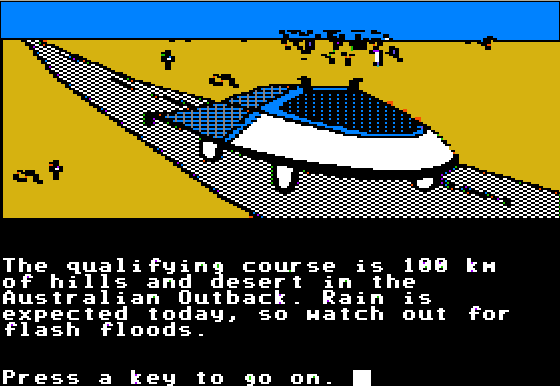 The qualifying course is 100 km
of hills and desert in the
Australian Outback. Rain is
expected today, so watch out for
flash floods.
Press a key to go on.